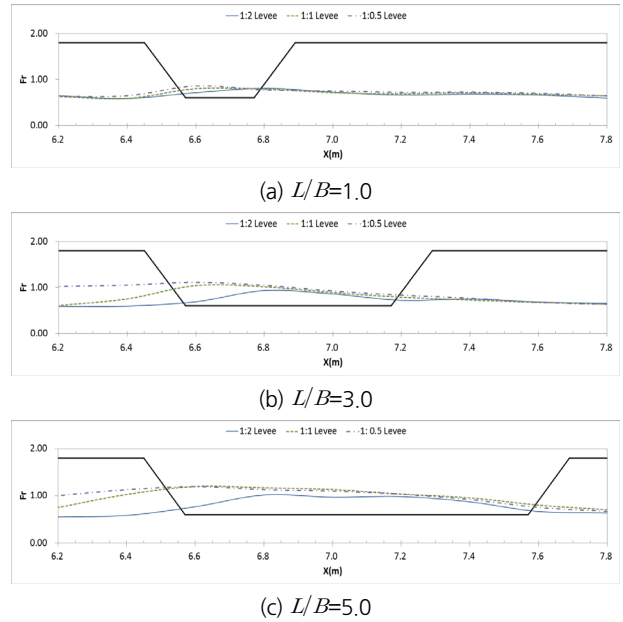 1:2 Levee 1:1 Levee 1:0.5 Levee
2.00
1.00
0.00
Fr
6.2 6.4 6.6 6.8 7.0 7.2 7.4 7.6 7.8
X(m)
(a) L/B=1.0
1:2 Levee 1:1 Levee 1:0.5 Levee
2.00
1.00
0.00
Fr
6.2 6.4 6.6 6.8 7.0 7.2 7.4 7.6 7.8
X(m)
(b) L/B=3.0
1:2 Levee 1:1 Levee 1: 0.5 Levee
2.00
1.00
0.00
Fr
6.2 6.4 6.6 6.8 7.0 7.2 7.4 7.6 7.8
X(m)
(c) L/B=5.0